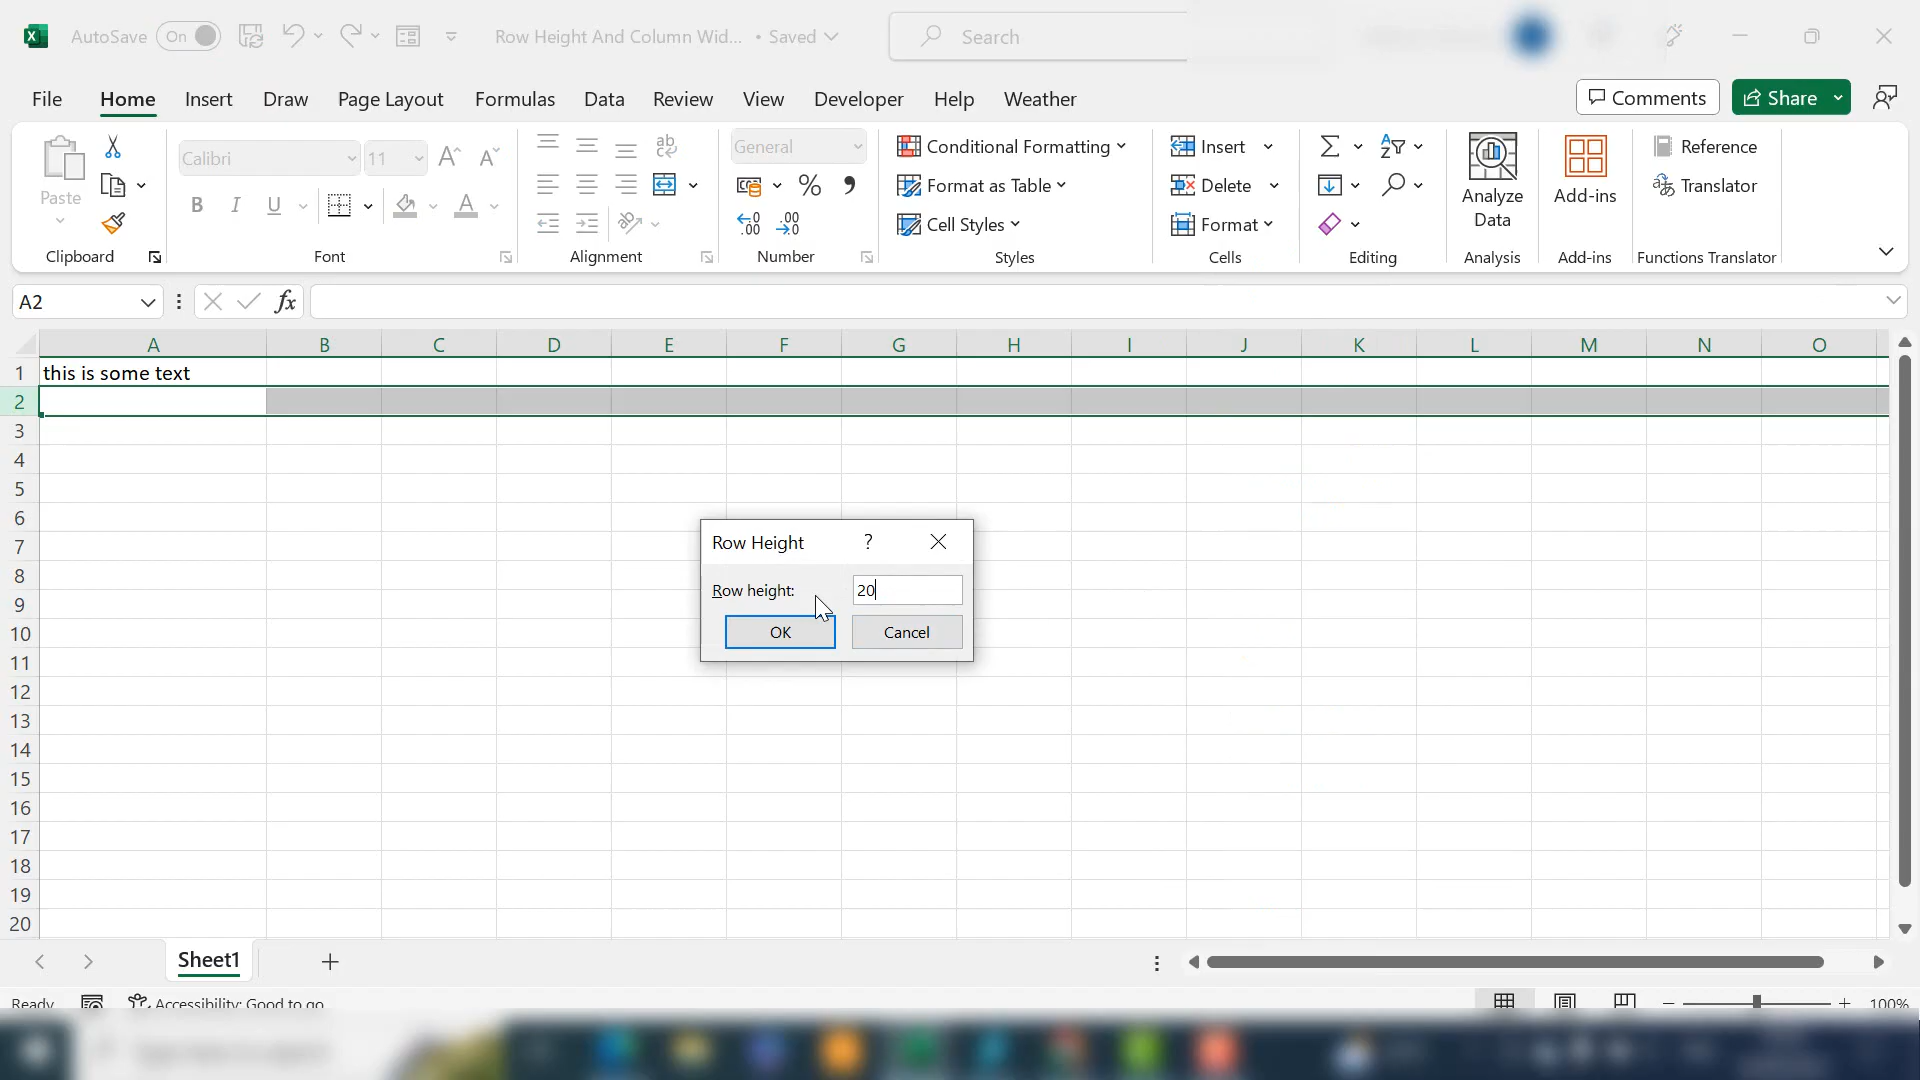 AutoSave On Row Height And Column Wid... • Saved Search
File Home Insert Draw Page Layout Formulas Data Review View Developer Help Weather Comments Share
Paste
Clipboard
Calibri 11
B I U A
Font
ab
Alignment
General
% 9
.00 .00
Number
Conditional Formatting
Format as Table
Cell Styles
Styles
Insert
Delete
Format
Cells
Editing
Analyze
Data
Analysis
Add-ins
Add-ins
Reference
Translator
Functions Translator
A2 fx
A B C D E F G H I J K L M N O
1 this is some text
2
3
4
5
6
7
8
9
10
11
12
13
14
15
16
17
18
19
20
Row Height ?
Row height: 20
OK Cancel
Sheet1
Ready Accessibility: Good to go 100%